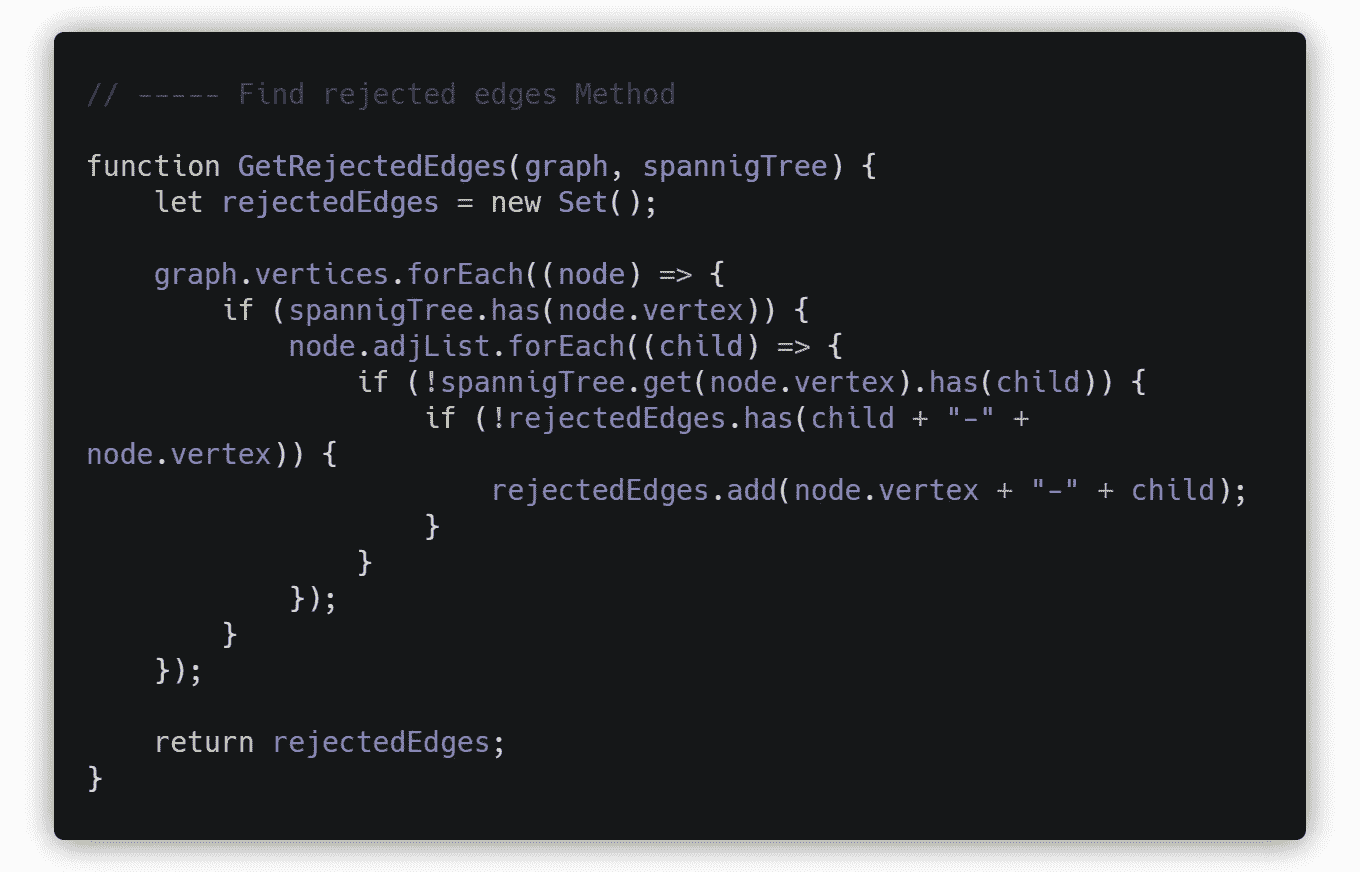 // ----- Find rejected edges Method
function GetRejectedEdges(graph, spannigTree) {
let rejectedEdges = new Set();
graph.vertices.forEach((node) => {
if (spannigTree.has(node.vertex)) {
node.adjList.forEach((child) => {
if (!spannigTree.get(node.vertex).has(child)) {
if (!rejectedEdges.has(child + "-" +
node.vertex)) {
rejectedEdges.add(node.vertex + "-" + child);
}
}
});
}
});
return rejectedEdges;
}